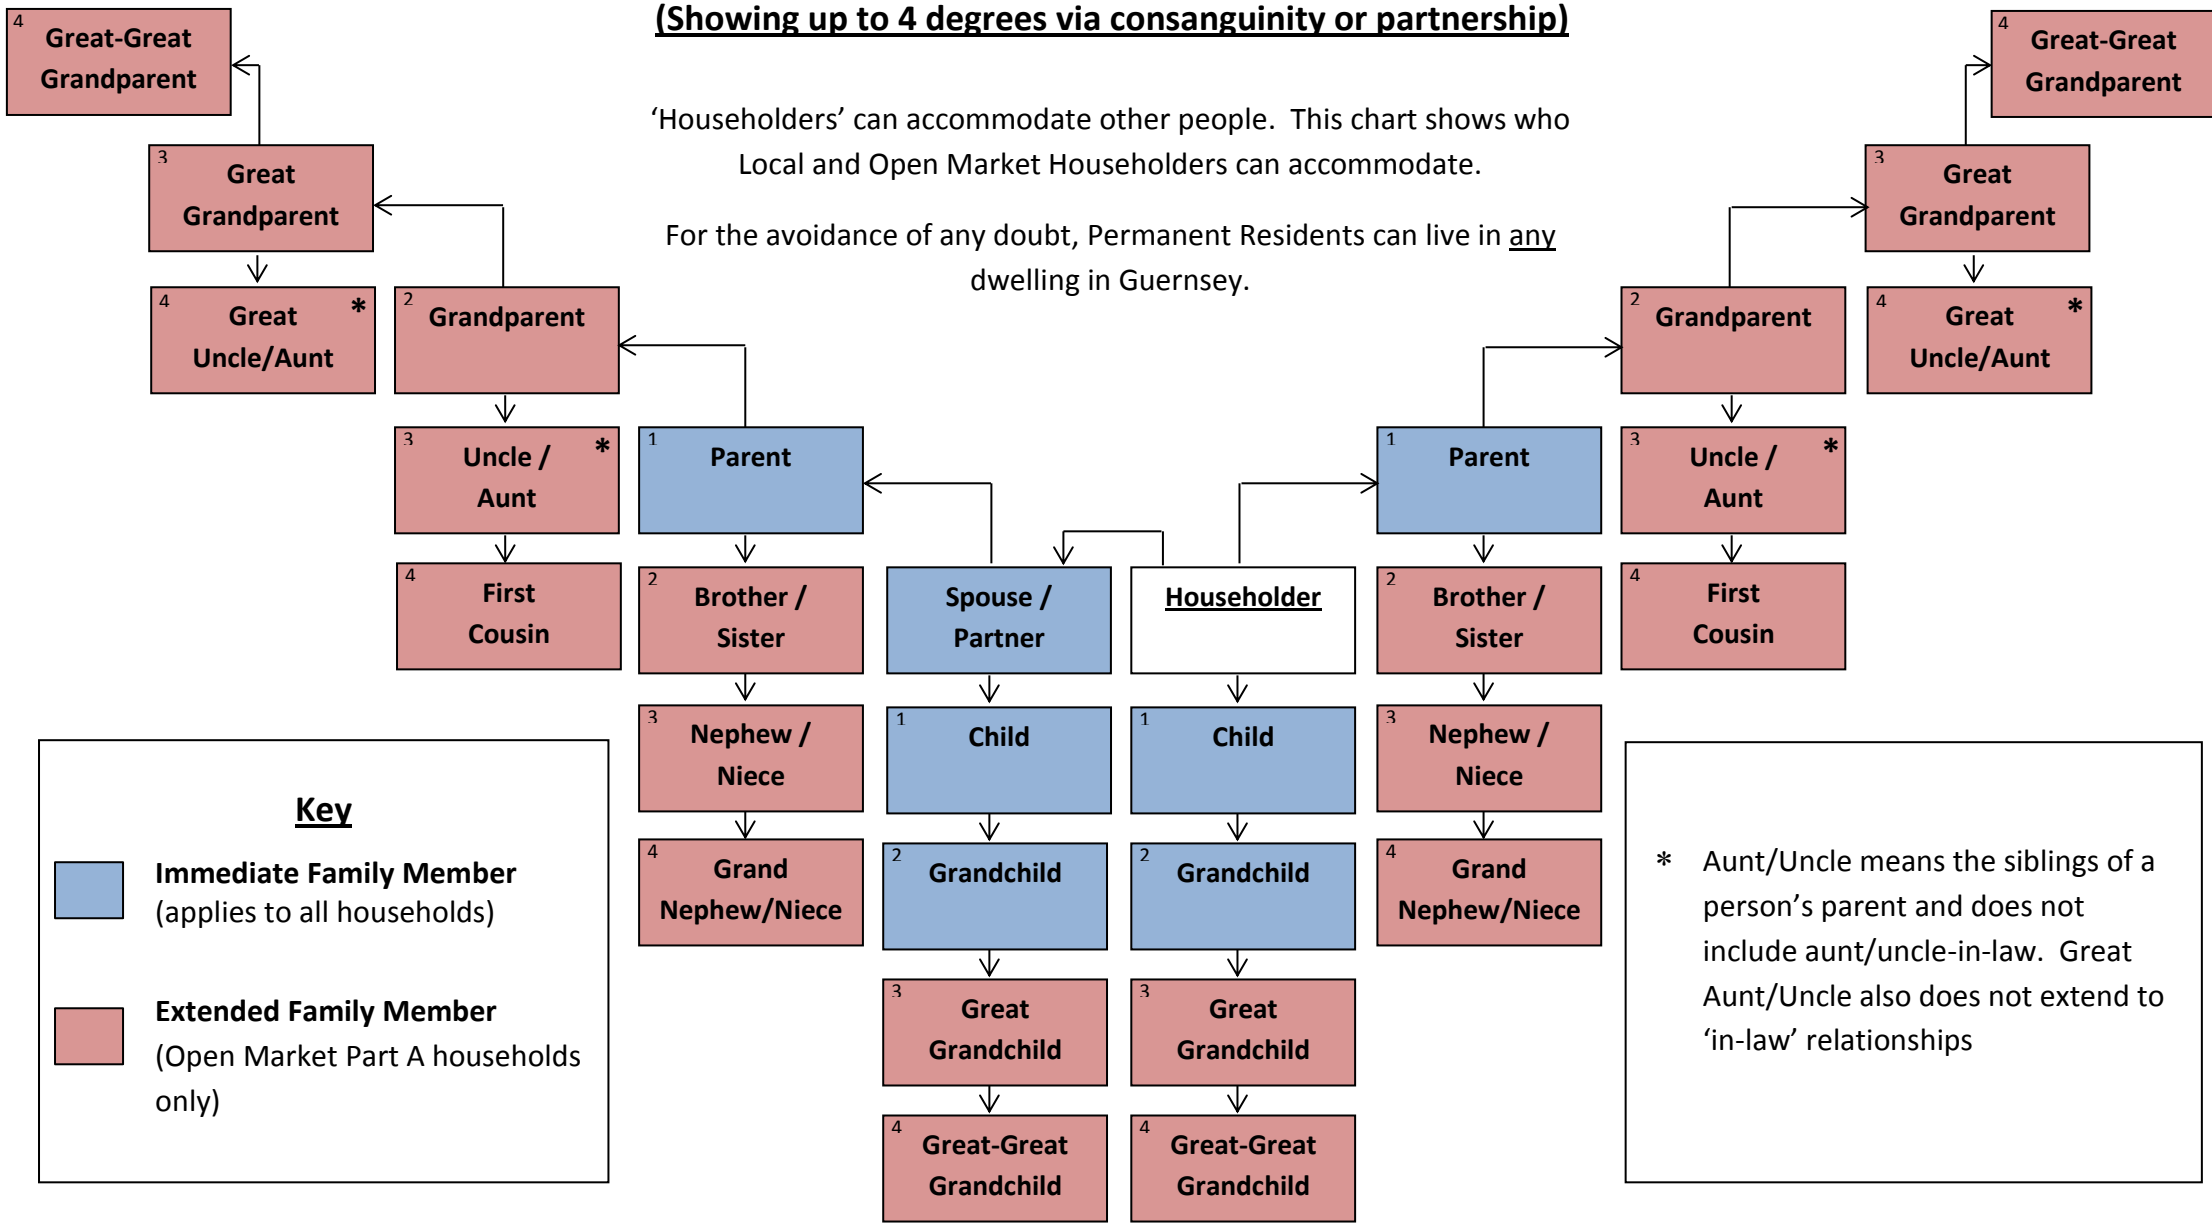 (Showing up to 4 degrees via consanguinity or partnership)
‘Householders’ can accommodate other people.  This chart shows who
Local and Open Market Householders can accommodate.
For the avoidance of any doubt, Permanent Residents can live in any
dwelling in Guernsey.
4
Great-Great
Grandparent
4
Great-Great
Grandparent
3
Great
Grandparent
3
Great
Grandparent
4
Great *
Uncle/Aunt
2
Grandparent
2
Grandparent
4
Great *
Uncle/Aunt
3
Uncle / *
Aunt
1
Parent
1
Parent
3
Uncle / *
Aunt
4
First
Cousin
2
Brother /
Sister
Spouse /
Partner
Householder
2
Brother /
Sister
4
First
Cousin
3
Nephew /
Niece
1
Child
1
Child
3
Nephew /
Niece
4
Grand
Nephew/Niece
2
Grandchild
2
Grandchild
4
Grand
Nephew/Niece
3
Great
Grandchild
3
Great
Grandchild
4
Great-Great
Grandchild
4
Great-Great
Grandchild
Key
Immediate Family Member
(applies to all households)
Extended Family Member
(Open Market Part A households
only)
* Aunt/Uncle means the siblings of a
person’s parent and does not
include aunt/uncle-in-law.  Great
Aunt/Uncle also does not extend to
‘in-law’ relationships